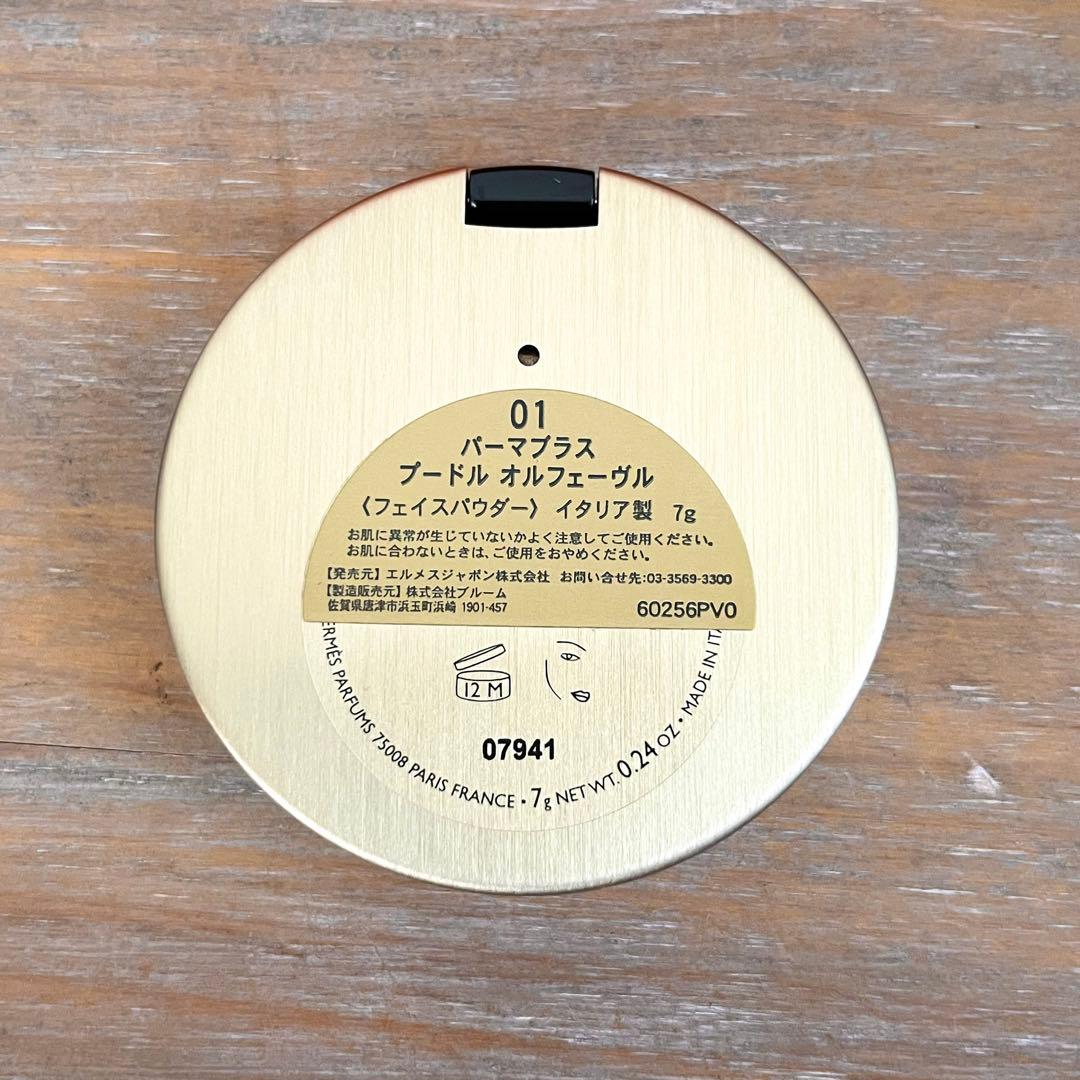 01
パーマブラス
プードル オルフェーヴル
〈フェイスパウダー〉 イタリア製 7g
お肌に異常が生じていないかよく注意してご使用ください。
お肌に合わないときは、ご使用をおやめください。
【発売元】エルメスジャポン株式会社 お問い合せ先:03-3569-3300
【製造販売元】株式会社ブルーム
佐賀県唐津市浜玉町浜崎 1901-457
60256PV0
12 M
07941
ERMÈS PARFUMS 75008 PARIS FRANCE • 7g NET WT. 0.24 OZ • MADE IN ITA